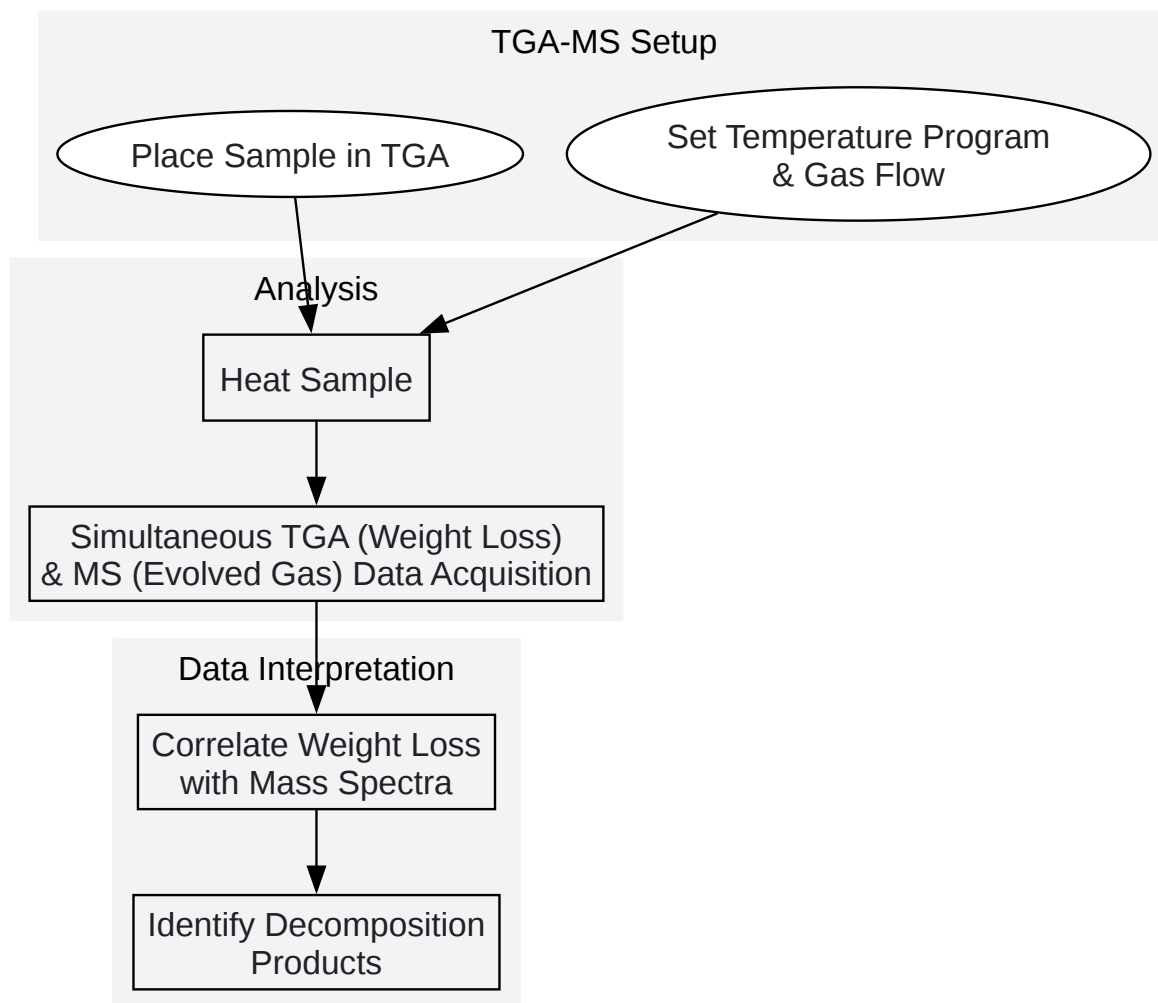 TGA-MS Setup
Place Sample in TGA
Set Temperature Program
& Gas Flow
Analysis
Heat Sample
Simultaneous TGA (Weight Loss)
& MS (Evolved Gas) Data Acquisition
Data Interpretation
Correlate Weight Loss
with Mass Spectra
Identify Decomposition
Products